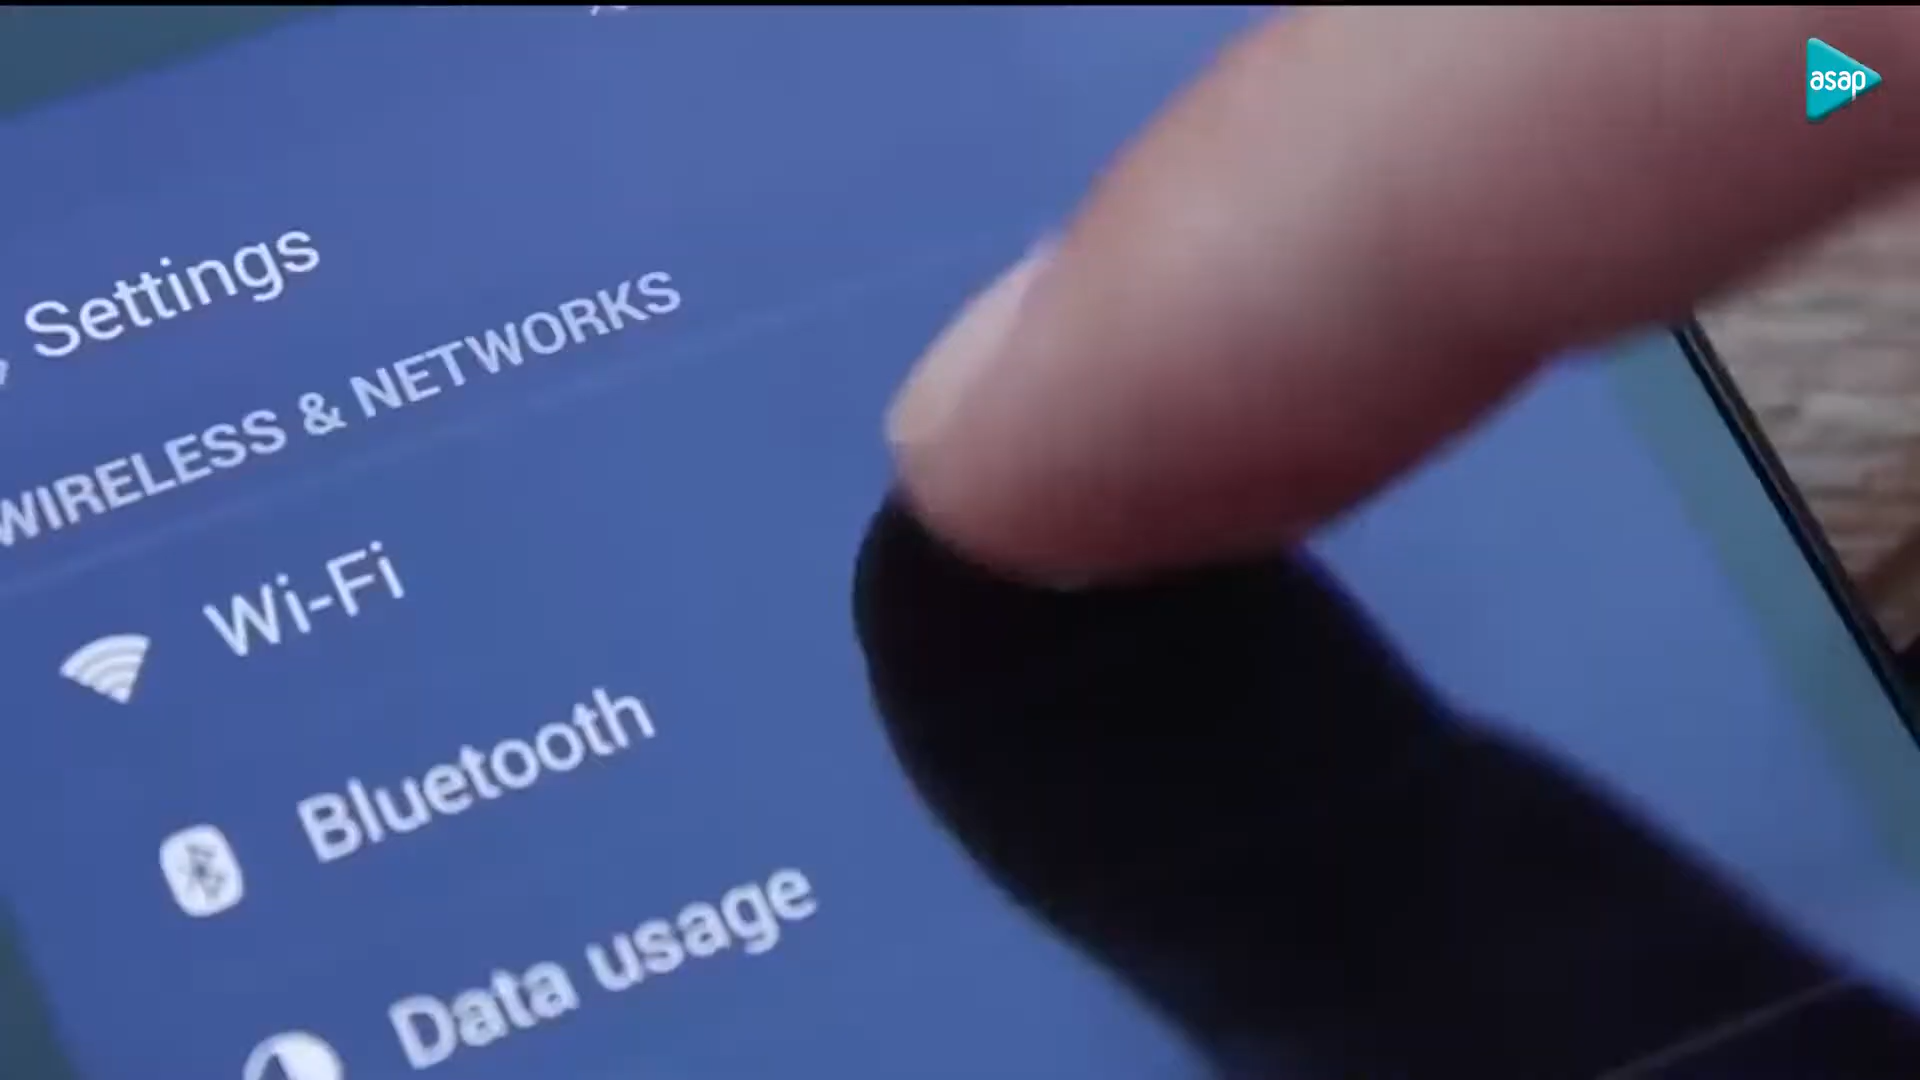 asap
Settings
WIRELESS & NETWORKS
Wi-Fi
Bluetooth
Data usage